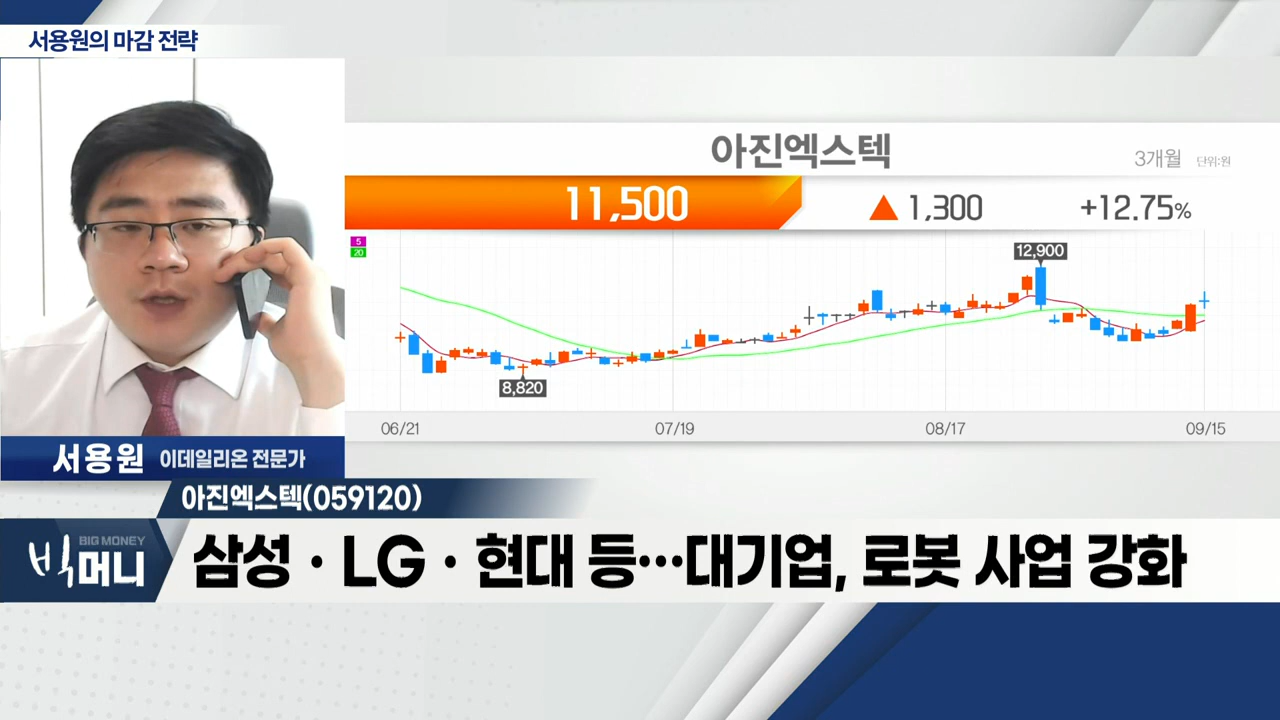 서용원의 마감 전략
아진엑스텍
3개월 단위:원
11,500 ▲ 1,300 +12.75%
5
20
12,900
8,820
06/21 07/19 08/17 09/15
서용원 이데일리온 전문가
아진엑스텍(059120)
BIG MONEY
빅머니
삼성·LG·현대 등…대기업, 로봇 사업 강화